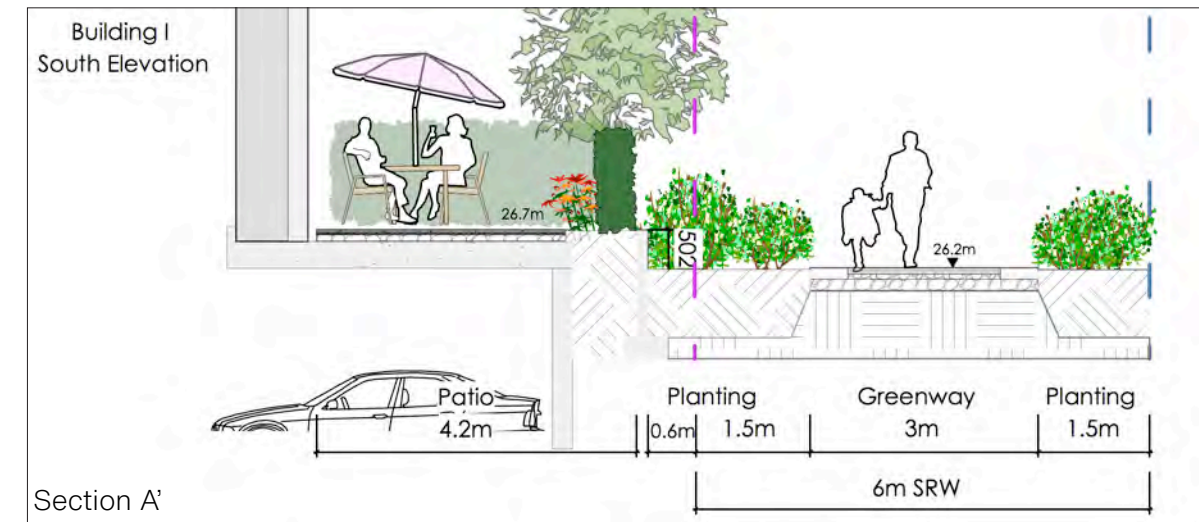 Building I
South Elevation
26.7m
502
26.2m
Patio
4.2m
Planting
0.6m 1.5m
Greenway
3m
Planting
1.5m
6m SRW
Section A'